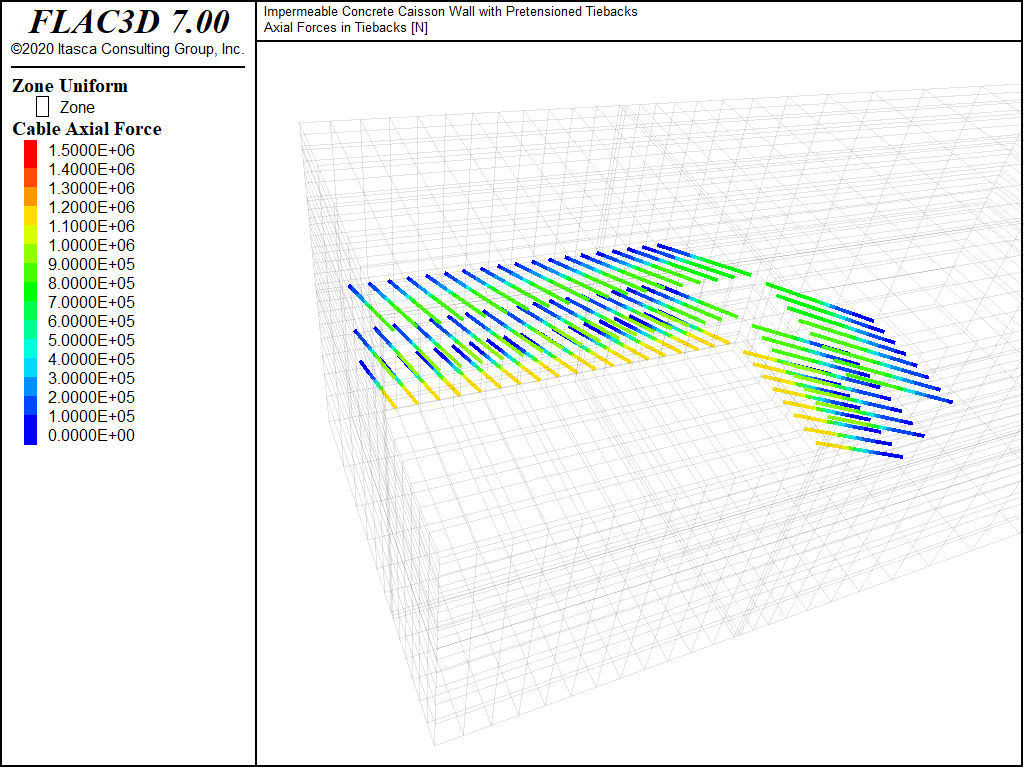 FLAC3D 7.00
©2020 Itasca Consulting Group, Inc.
Zone Uniform
Zone
Cable Axial Force
1.5000E+06
1.4000E+06
1.3000E+06
1.2000E+06
1.1000E+06
1.0000E+06
9.0000E+05
8.0000E+05
7.0000E+05
6.0000E+05
5.0000E+05
4.0000E+05
3.0000E+05
2.0000E+05
1.0000E+05
0.0000E+00
Impermeable Concrete Caisson Wall with Pretensioned Tiebacks
Axial Forces in Tiebacks [N]